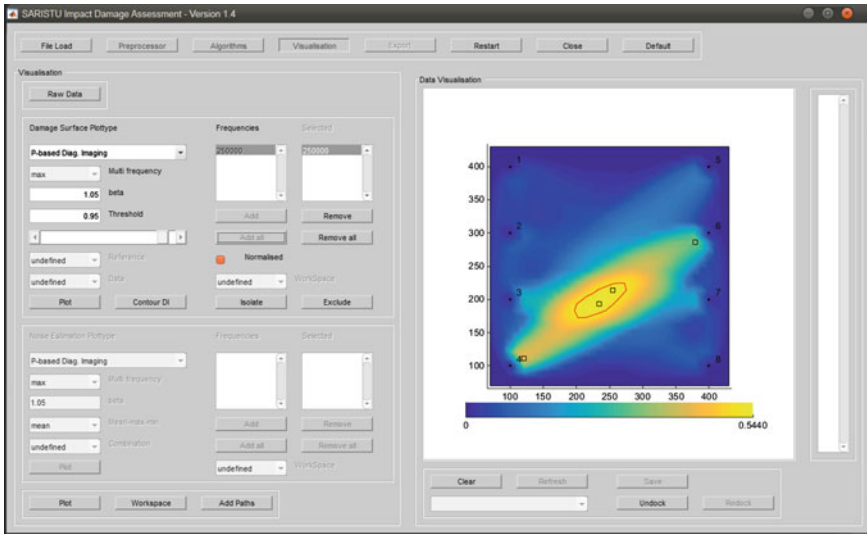 SARISTU Impact Damage Assessment - Version 1.4
File Load Preprocessor Algorithms Visualisation Export Restart Close Default
Visualisation
Raw Data
Damage Surface Plottype Frequencies Selected
P-based Diag. Imaging 250000 250000
max Multi frequency
1.05 beta
0.95 Threshold Add Remove
Add all Remove all
undefined Reference Normalised
undefined Data undefined WorkSpace
Plot Contour DI Isolate Exclude
Noise Estimation Plottype Frequencies Selected
P-based Diag. Imaging
max Multi frequency
1.05 beta
mean Mean-max-min Add Remove
undefined Combination Add all Remove all
Plot undefined WorkSpace
Plot Workspace Add Paths
Data Visualisation
400 1 5
350
300 2 6
250
200 3 7
150
100 4 8
100 150 200 250 300 350 400
0 0.5440
Clear Refresh Save
Undock Redock